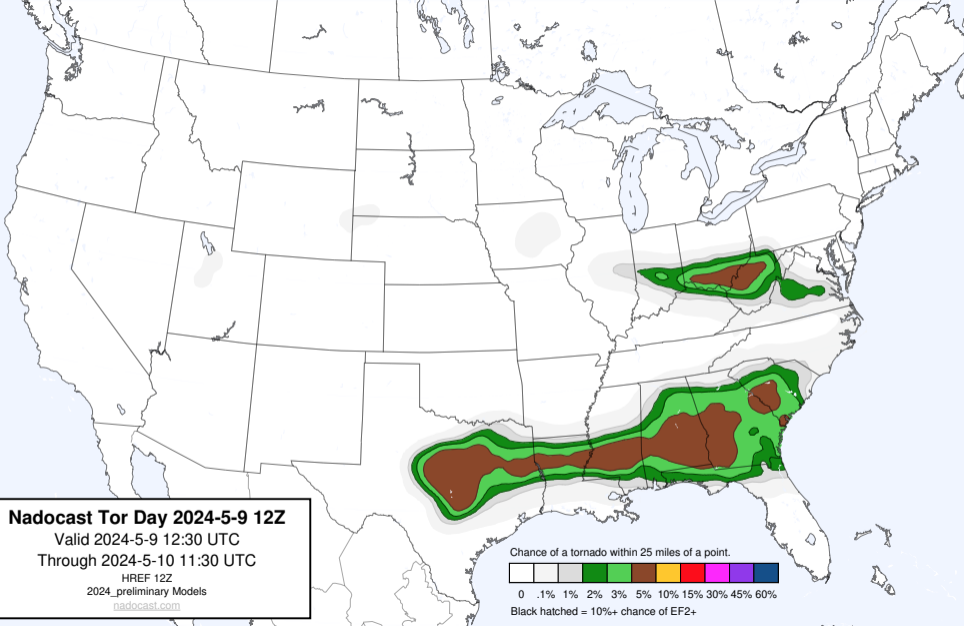 Nadocast Tor Day 2024-5-9 12Z
Valid 2024-5-9 12:30 UTC
Through 2024-5-10 11:30 UTC
HREF 12Z
2024_preliminary Models
nadocast.com
Chance of a tornado within 25 miles of a point.
0 .1% 1% 2% 3% 5% 10% 15% 30% 45% 60%
Black hatched = 10%+ chance of EF2+